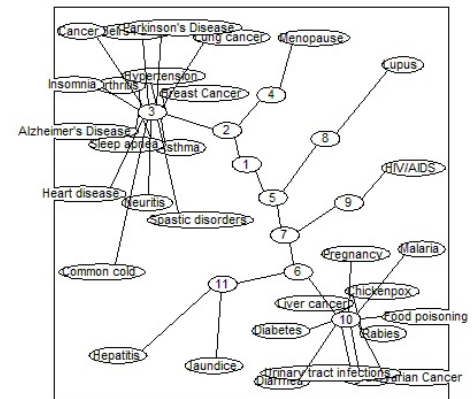 Parkinson's Disease
Cancer
Lung cancer
Menopause
Lupus
Hypertension
Insomnia
Breast Cancer
4
3
Alzheimer's Disease
2
8
Sleep apnea
1
HIV/AIDS
Heart disease
5
9
Neuritis
Spastic disorders
7
Malaria
Pregnancy
Common cold
6
11
Chickenpox
Liver cancer
10
Food poisoning
Diabetes
Rabies
Hepatitis
Jaundice
Urinary tract infections
Diarrhea